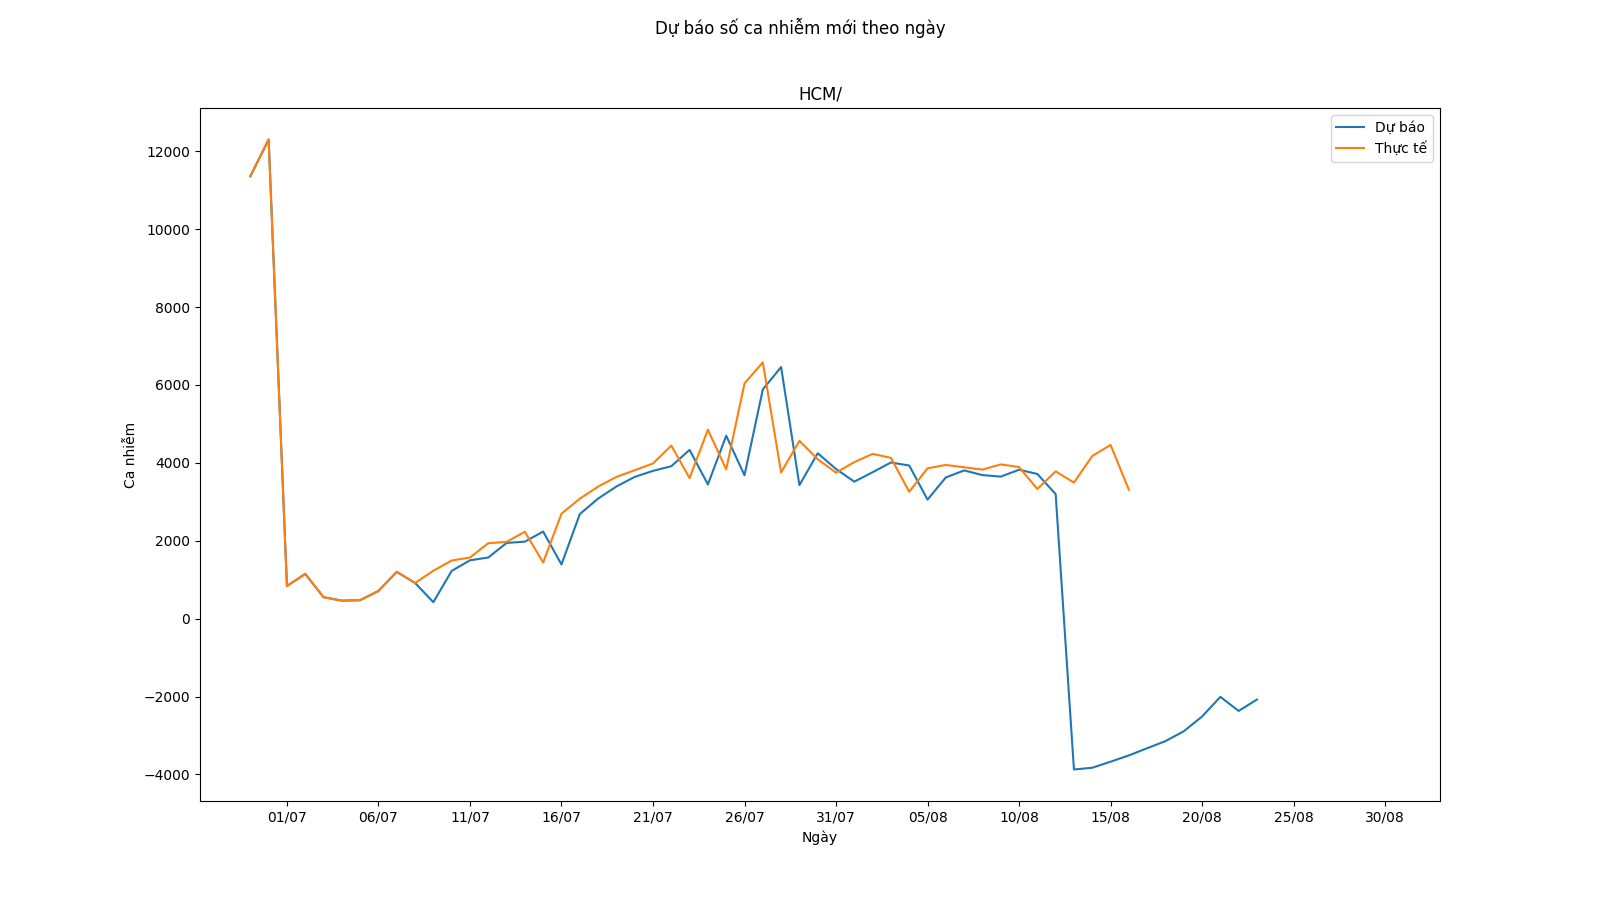 Dự báo số ca nhiễm mới theo ngày
HCM/
Dự báo
Thực tế
12000
10000
8000
6000
4000
2000
0
−2000
−4000
Ca nhiễm
01/07 06/07 11/07 16/07 21/07 26/07 31/07 05/08 10/08 15/08 20/08 25/08 30/08
Ngày